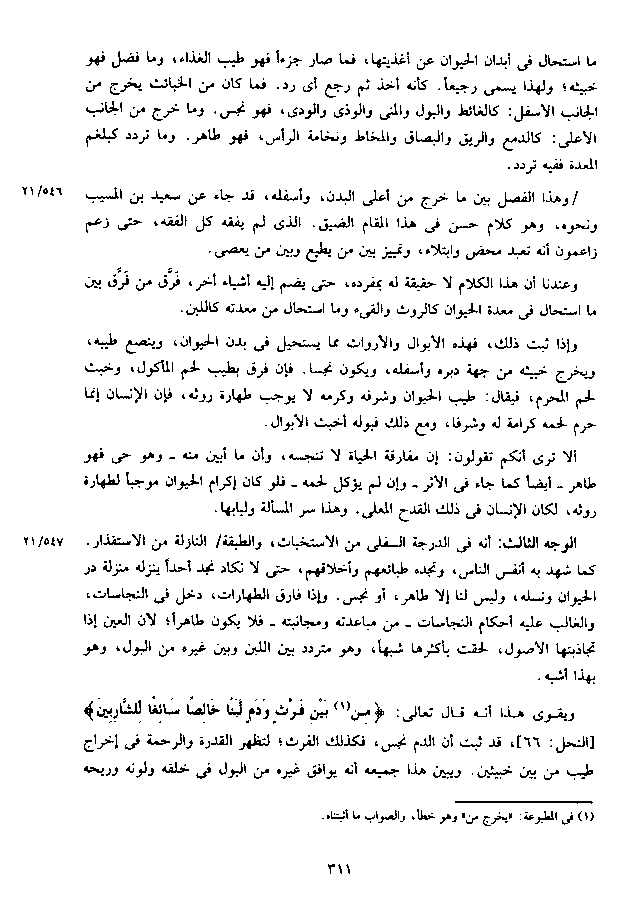 ما استحال فى أبدان الحيوان عن أغذيتها، فما صار جزءاً فهو طيب الغذاء، وما فضل فهو
خبيثه؛ ولهذا يسمى رجيعاً. كأنه أخذ ثم رجع أى رد. فما كان من الخبائث يخرج من
الجانب الأسفل: كالغائط والبول والمنى والوذى والودى، فهو نجس. وما خرج من الجانب
الأعلى: كالدمع والريق والبصاق والمخاط ونخامة الرأس، فهو طاهر. وما تردد كبلغم
المعدة ففيه تردد.
٢١/٥٤٦ / وهذا الفصل بين ما خرج من أعلى البدن، وأسفله، قد جاء عن سعيد بن المسيب
ونحوه، وهو كلام حسن فى هذا المقام الضيق. الذى لم يفقه كل الفقه، حتى زعم
زاعمون أنه تعبد محض وابتلاء، وتمييز بين من يطيع وبين من يعصى.
وعندنا أن هذا الكلام لا حقيقة له بمفرده، حتى يضم إليه أشياء أخر، فَرَّق من فَرَّق بين
ما استحال فى معدة الحيوان كالروث والقىء وما استحال من معدته كاللبن.
وإذا ثبت ذلك، فهذه الأبوال والأرواث مما يستحيل فى بدن الحيوان، وينصع طيبه،
ويخرج خبيثه من جهة دبره وأسفله، ويكون نجسا. فإن فرق بطيب لحم المأكول، وخبث
لحم المحرم، فيقال: طيب الحيوان وشرفه وكرمه لا يوجب طهارة روثه، فإن الإنسان إنما
حرم لحمه كرامة له وشرفا، ومع ذلك فبوله أخبث الأبوال.
ألا ترى أنكم تقولون: إن مفارقة الحياة لا تنجسه، وأن ما أبين منه ـ وهو حى فهو
طاهر ـ أيضاً كما جاء فى الأثر ـ وإن لم يؤكل لحمه ـ فلو كان إكرام الحيوان موجباً لطهارة
روثه، لكان الإنسان فى ذلك القدح المعلى. وهذا سر المسألة ولبابها.
٢١/٥٤٧ الوجه الثالث: أنه فى الدرجة السفلى من الاستخباث، والطبقة/ النازلة من الاستقذار.
كما شهد به أنفس الناس، وتجده طبائعهم وأخلاقهم، حتى لا نكاد نجد أحداً ينزله منزلة در
الحيوان ونسله، وليس لنا إلا طاهر، أو نجس. وإذا فارق الطهارات، دخل فى النجاسات،
والغالب عليه أحكام النجاسات ـ من مباعدته ومجانبته ـ فلا يكون طاهراً؛ لأن العين إذا
تجاذبتها الأصول، لحقت بأكثرها شبهاً، وهو متردد بين اللبن وبين غيره من البول، وهو
بهذا أشبه.
ويقوى هذا أنه قال تعالى: ﴿مِن(١) بَيْنِ فَرْثٍ وَدَمٍ لَّبَنًا خَالِصًا سَائِغًا لِلشَّارِبِينَ﴾
[النحل: ٦٦]، قد ثبت أن الدم نجس، فكذلك الفرث؛ لتظهر القدرة والرحمة فى إخراج
طيب من بين خبيثين. ويبين هذا جميعه أنه يوافق غيره من البول فى خلقه ولونه وريحه
(١) فى المطبوعة: «يخرج من» وهو خطأ، والصواب ما أثبتناه.
٣١١